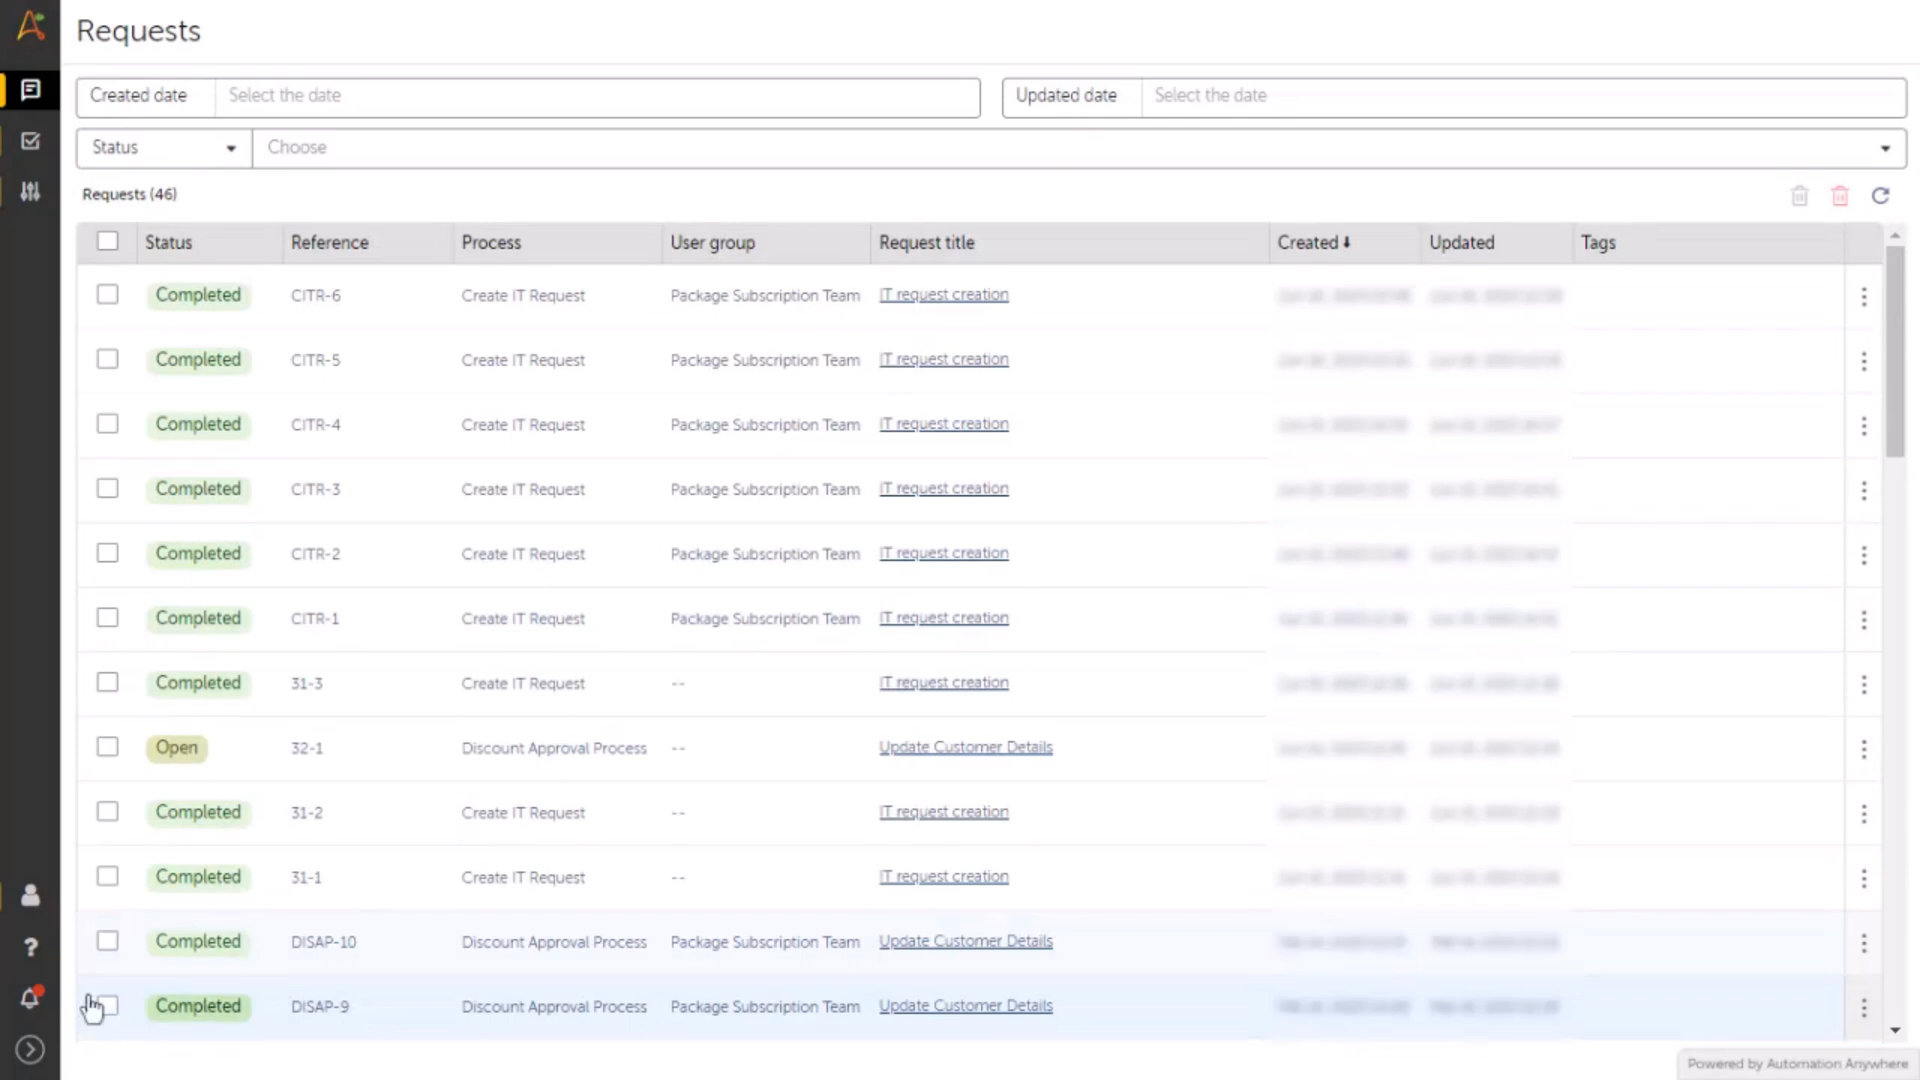 Requests
Created date Select the date Updated date Select the date
Status Choose
Requests (46)
Status Reference Process User group Request title Created Updated Tags
Completed CITR-6 Create IT Request Package Subscription Team IT request creation
Completed CITR-5 Create IT Request Package Subscription Team IT request creation
Completed CITR-4 Create IT Request Package Subscription Team IT request creation
Completed CITR-3 Create IT Request Package Subscription Team IT request creation
Completed CITR-2 Create IT Request Package Subscription Team IT request creation
Completed CITR-1 Create IT Request Package Subscription Team IT request creation
Completed 31-3 Create IT Request -- IT request creation
Open 32-1 Discount Approval Process -- Update Customer Details
Completed 31-2 Create IT Request -- IT request creation
Completed 31-1 Create IT Request -- IT request creation
Completed DISAP-10 Discount Approval Process Package Subscription Team Update Customer Details
Completed DISAP-9 Discount Approval Process Package Subscription Team Update Customer Details
Powered by Automation Anywhere